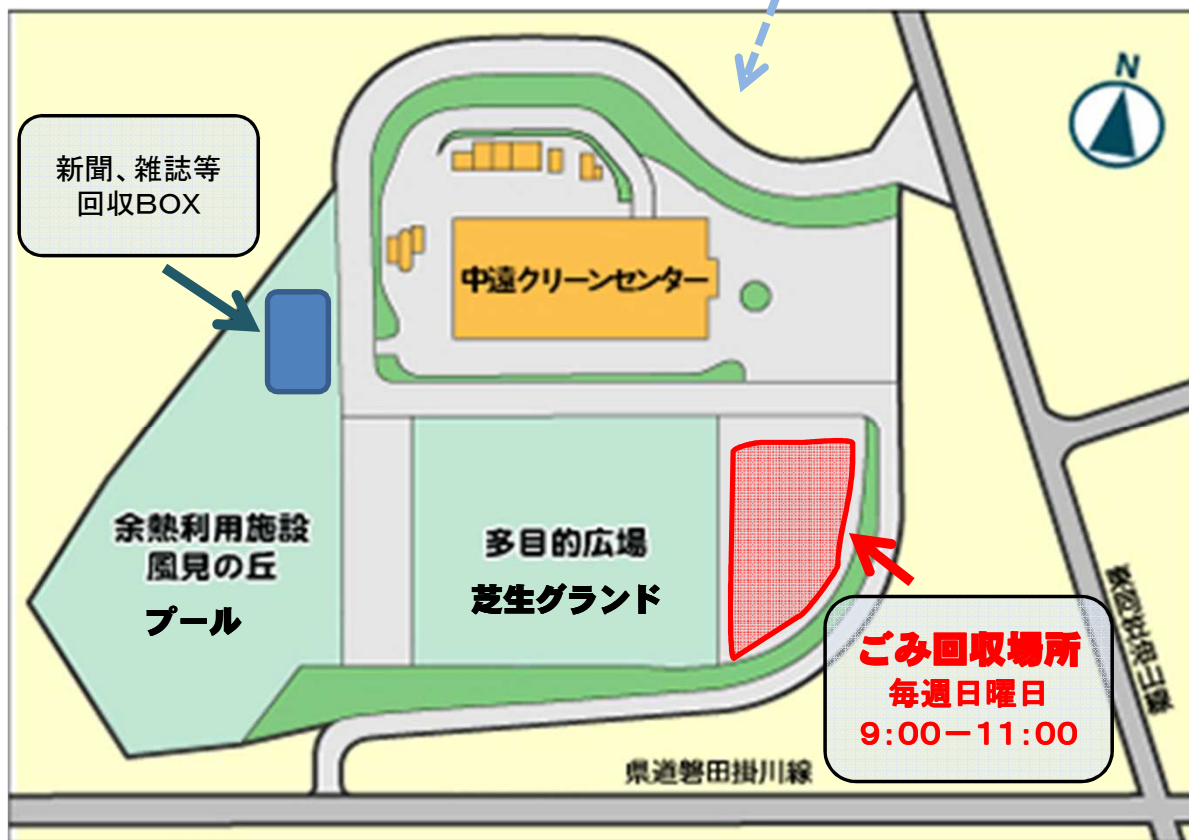 N
新聞、雑誌等
回収BOX
中遠クリーンセンター
余熱利用施設
風見の丘
プール
多目的広場
芝生グランド
ごみ回収場所
毎週日曜日
9:00－11:00
県道磐田掛川線